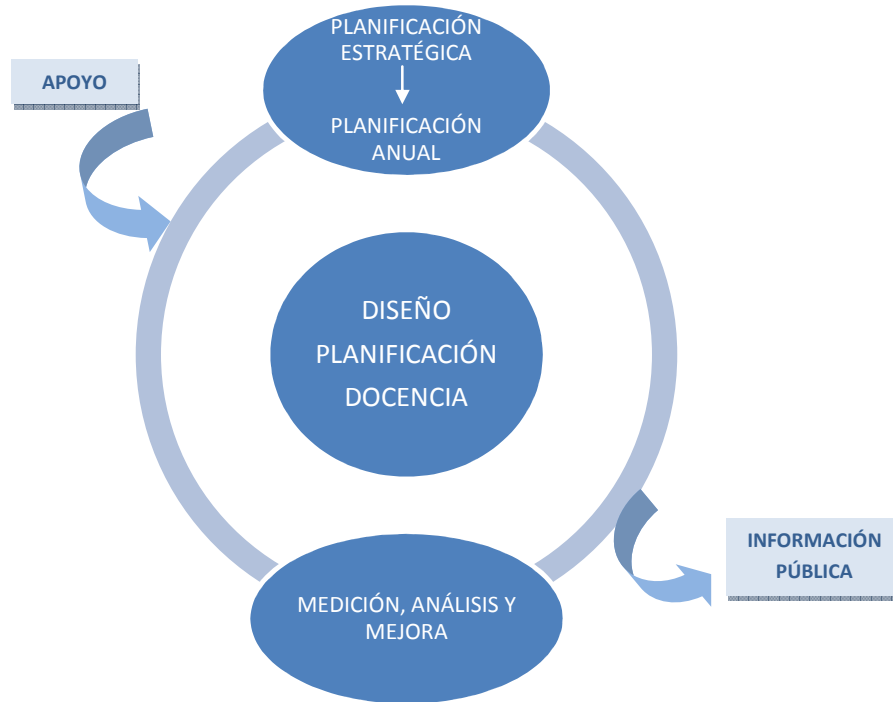 PLANIFICACIÓN
ESTRATÉGICA
PLANIFICACIÓN
ANUAL
APOYO
DISEÑO
PLANIFICACIÓN
DOCENCIA
INFORMACIÓN
PÚBLICA
MEDICIÓN, ANÁLISIS Y
MEJORA